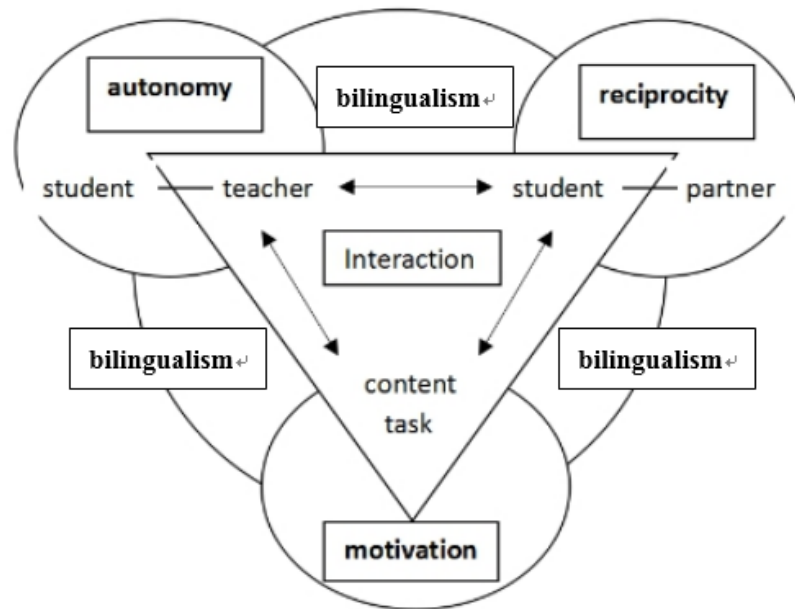 autonomy
bilingualism↵
reciprocity
student
teacher
student
partner
Interaction
bilingualism↵
bilingualism↵
content
task
motivation